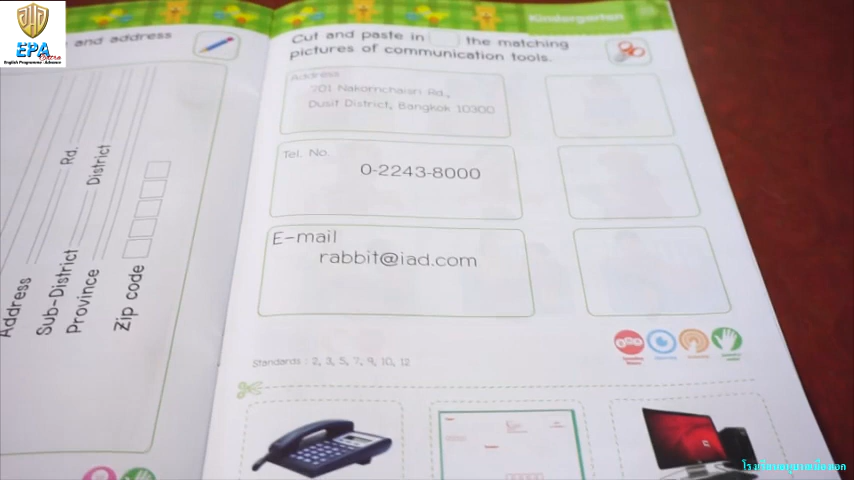 EPA
Extra
English Programme : Advance
and address
Rd.
District
Address
Sub-District
Province
Zip code
Kindergarten
Cut and paste in the matching
pictures of communication tools.
Address
701 Nakornchaisri Rd.,
Dusit District, Bangkok 10300
Tel. No.
0-2243-8000
E-mail
rabbit@iad.com
Standards : 2, 3, 5, 7, 9, 10, 12